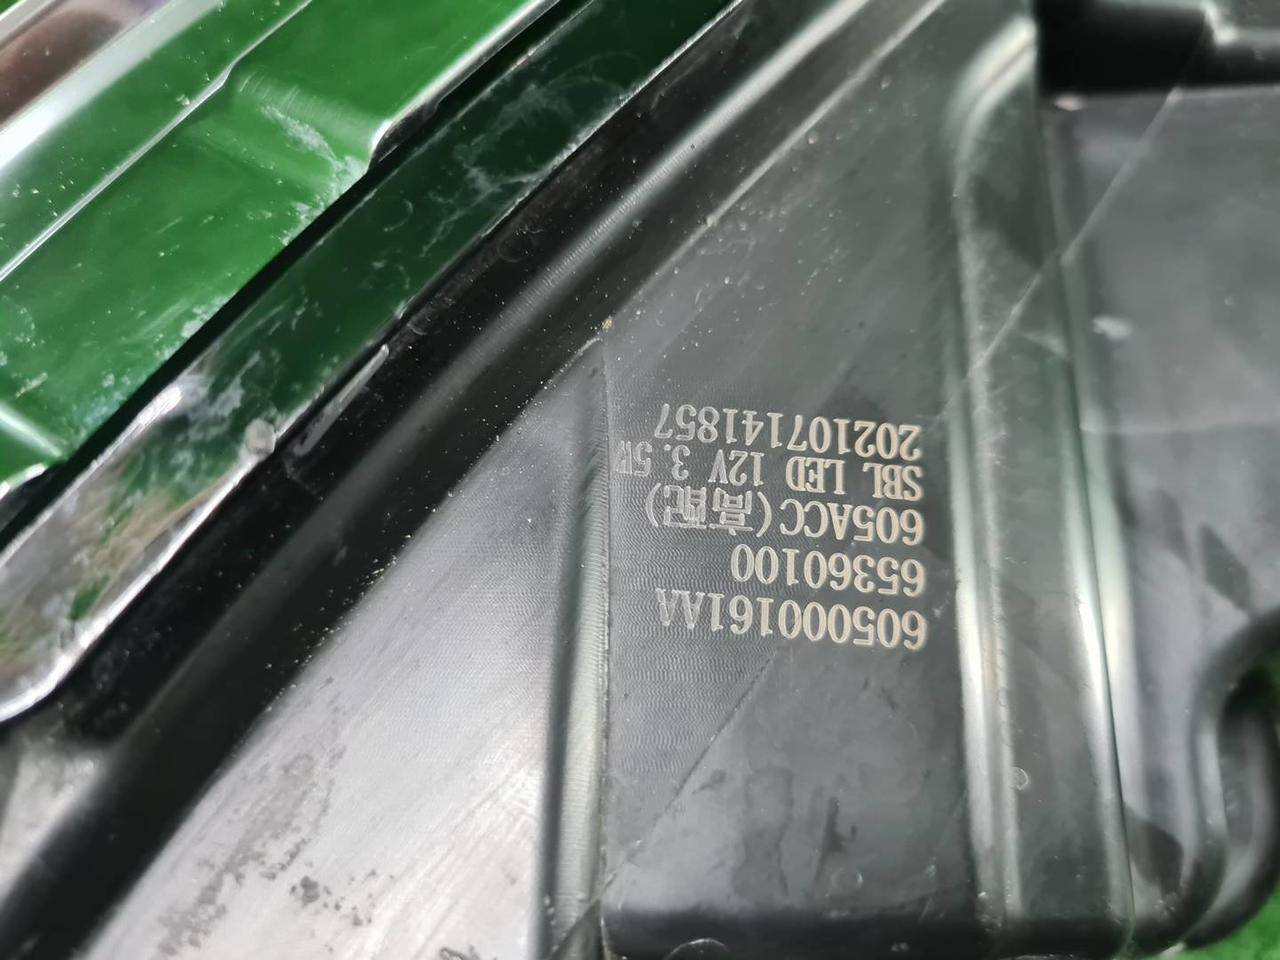 605000161AA
65360100
605ACC(高配)
SBL LED 12V 3.5W
202107141857